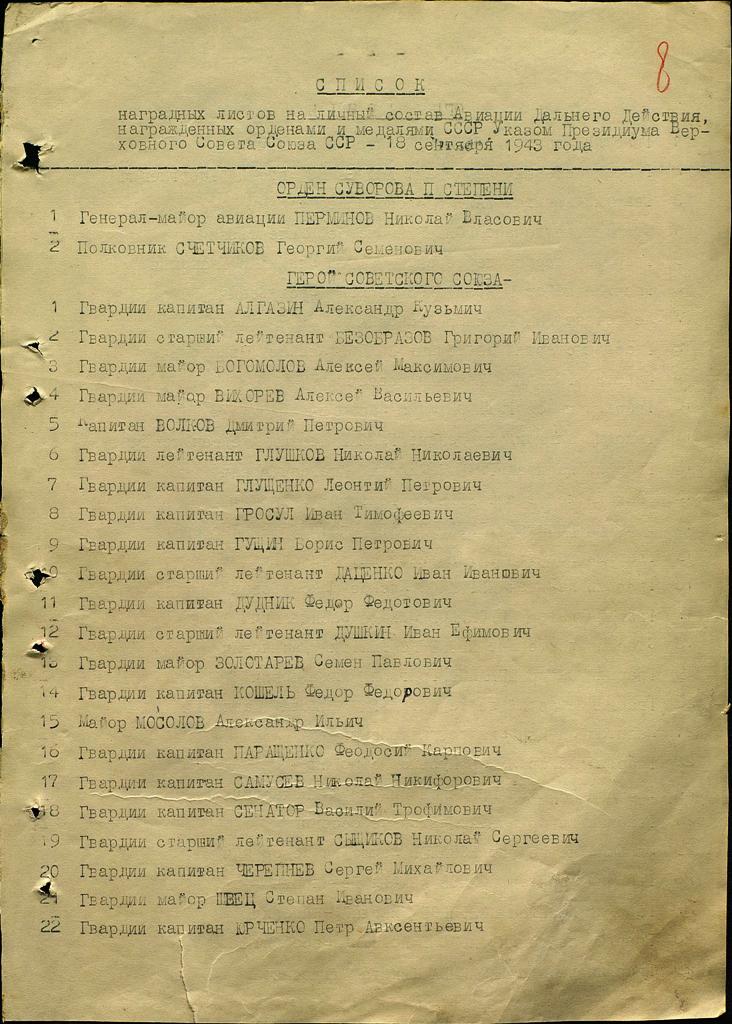 8
СПИСОК
наградных листов на личный состав Авиации Дальнего Действия,
награжденных орденами и медалями СССР Указом Президиума Вер-
ховного Совета Союза ССР - 18 сентября 1943 года
ОРДЕН СУВОРОВА II СТЕПЕНИ
1 Генерал-майор авиации ПЕРМИНОВ Николай Власович
2 Полковник СЧЕТЧИКОВ Георгий Семенович
ГЕРОЙ СОВЕТСКОГО СОЮЗА-
1 Гвардии капитан АЛГАЗИН Александр Кузьмич
2 Гвардии старший лейтенант БЕЗОБРАЗОВ Григорий Иванович
3 Гвардии майор БОГОМОЛОВ Алексей Максимович
4 Гвардии майор ВИХОРЕВ Алексей Васильевич
5 Капитан ВОЛКОВ Дмитрий Петрович
6 Гвардии лейтенант ГЛУШКОВ Николай Николаевич
7 Гвардии капитан ГЛУЩЕНКО Леонтий Петрович
8 Гвардии капитан ГРОСУЛ Иван Тимофеевич
9 Гвардии капитан ГУЩИН Борис Петрович
10 Гвардии старший лейтенант ДАЦЕНКО Иван Иванович
11 Гвардии капитан ДУДНИК Федор Федотович
12 Гвардии старший лейтенант ДУШКИН Иван Ефимович
13 Гвардии майор ЗОЛОТАРЕВ Семен Павлович
14 Гвардии капитан КОШЕЛЬ Федор Федорович
15 Майор МОСОЛОВ Александр Ильич
16 Гвардии капитан ПАРАЩЕНКО Феодосий Карпович
17 Гвардии капитан САМУСЕВ Николай Никифорович
18 Гвардии капитан СЕНАТОР Василий Трофимович
19 Гвардии старший лейтенант СЫЩИКОВ Николай Сергеевич
20 Гвардии капитан ЧЕРЕПНЕВ Сергей Михайлович
21 Гвардии майор ШВЕЦ Степан Иванович
22 Гвардии капитан ЮРЧЕНКО Петр Авксентьевич